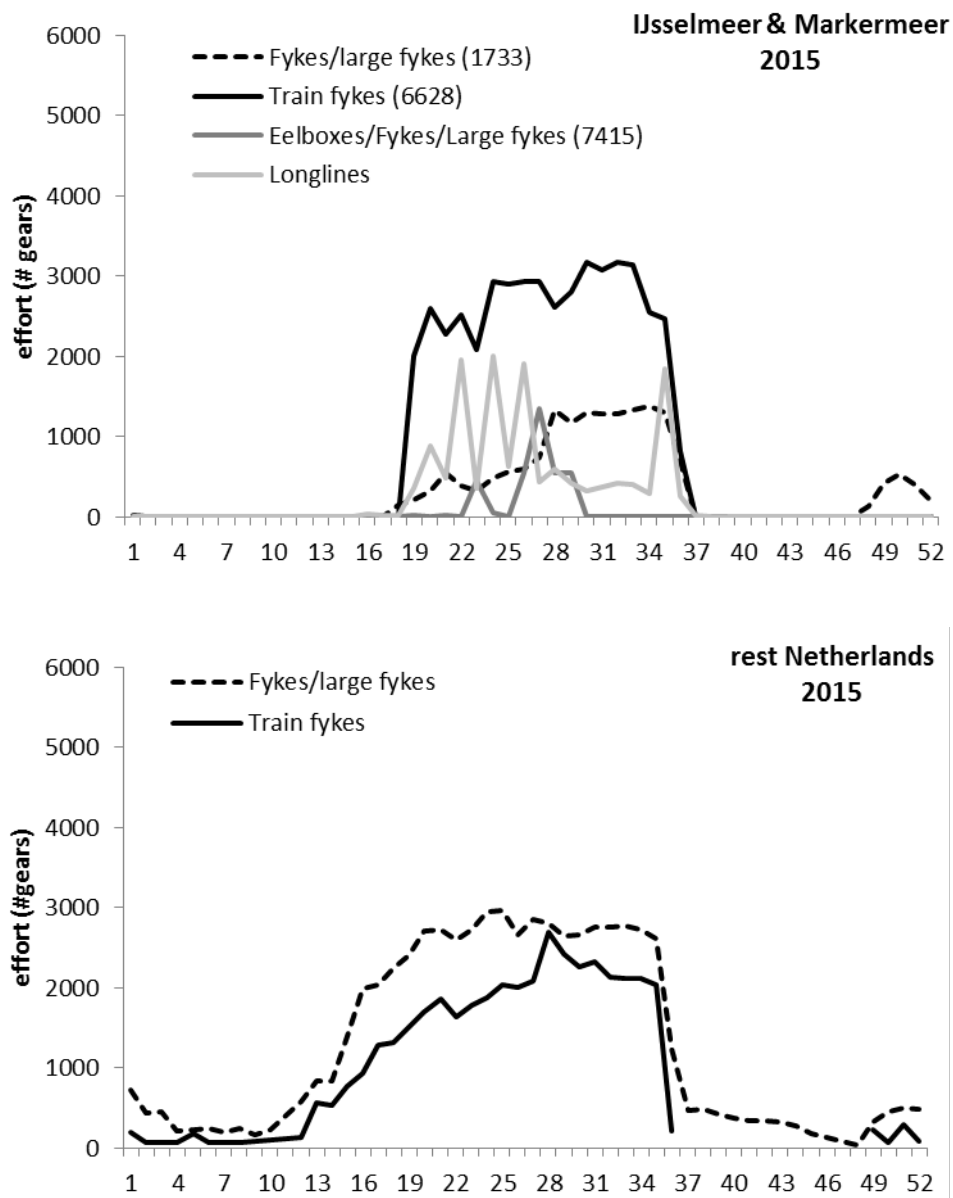 IJsselmeer & Markermeer
2015
Fykes/large fykes (1733)
Train fykes (6628)
Eelboxes/Fykes/Large fykes (7415)
Longlines
effort (# gears)
6000
5000
4000
3000
2000
1000
0
1 4 7 10 13 16 19 22 25 28 31 34 37 40 43 46 49 52
rest Netherlands
2015
Fykes/large fykes
Train fykes
effort (#gears)
6000
5000
4000
3000
2000
1000
0
1 4 7 10 13 16 19 22 25 28 31 34 37 40 43 46 49 52